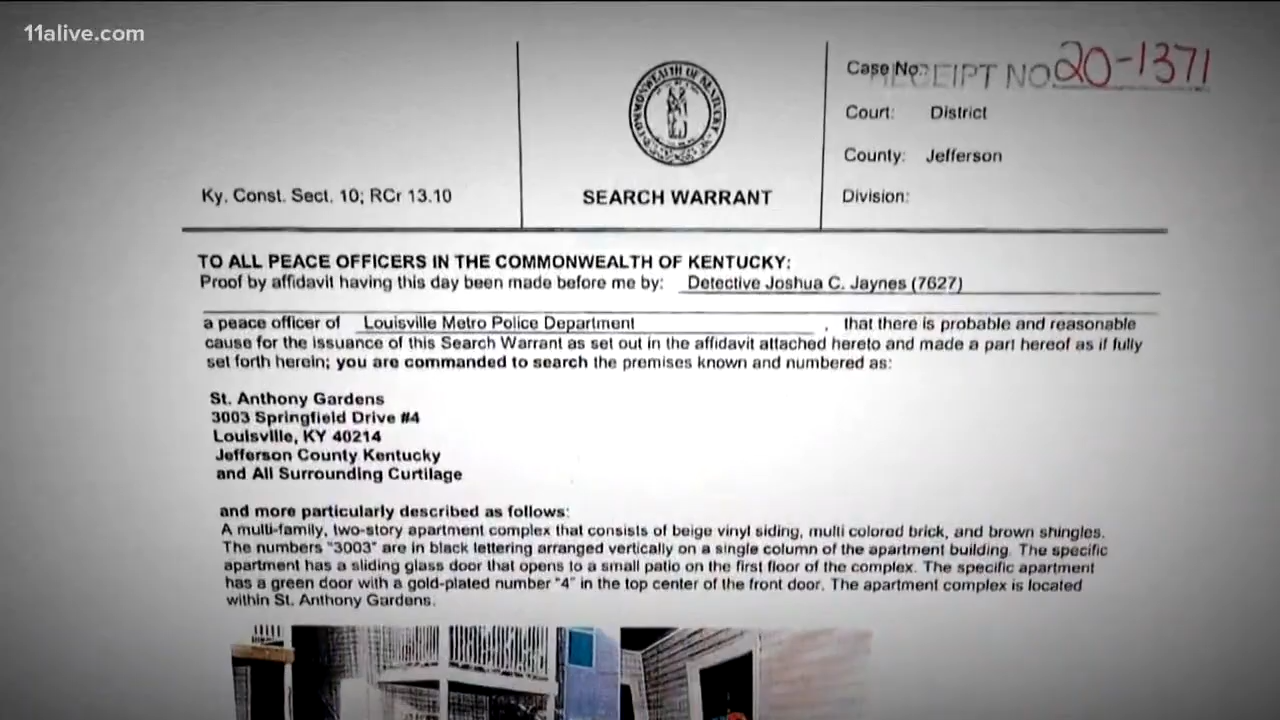 11alive.com
Case No.: RECEIPT NO 20-1371
Court: District
County: Jefferson
Ky. Const. Sect. 10; RCr 13.10
SEARCH WARRANT
Division:
TO ALL PEACE OFFICERS IN THE COMMONWEALTH OF KENTUCKY:
Proof by affidavit having this day been made before me by: Detective Joshua C. Jaynes (7627)
a peace officer of Louisville Metro Police Department , that there is probable and reasonable
cause for the issuance of this Search Warrant as set out in the affidavit attached hereto and made a part hereof as if fully
set forth herein; you are commanded to search the premises known and numbered as:
St. Anthony Gardens
3003 Springfield Drive #4
Louisville, KY 40214
Jefferson County Kentucky
and All Surrounding Curtilage
and more particularly described as follows:
A multi-family, two-story apartment complex that consists of beige vinyl siding, multi colored brick, and brown shingles.
The numbers "3003" are in black lettering arranged vertically on a single column of the apartment building. The specific
apartment has a sliding glass door that opens to a small patio on the first floor of the complex. The specific apartment
has a green door with a gold-plated number "4" in the top center of the front door. The apartment complex is located
within St. Anthony Gardens.